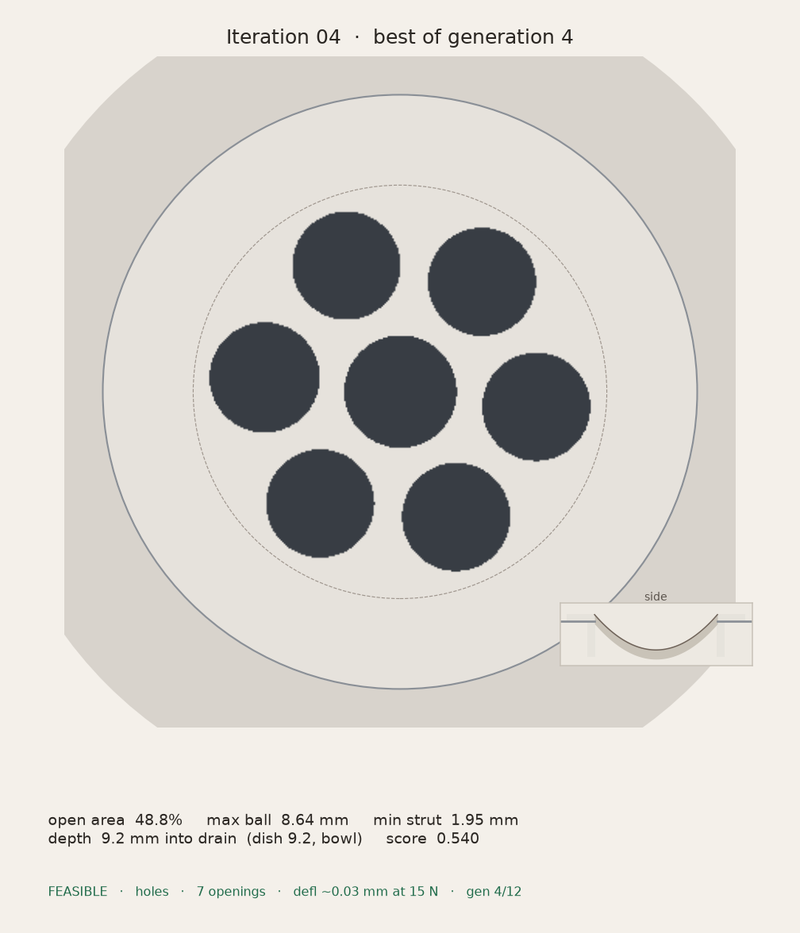 Iteration 04  ·  best of generation 4
side
open area  48.8%     max ball  8.64 mm     min strut  1.95 mm
depth  9.2 mm into drain  (dish 9.2, bowl)     score  0.540
FEASIBLE  ·  holes  ·  7 openings  ·  defl ~0.03 mm at 15 N  ·  gen 4/12